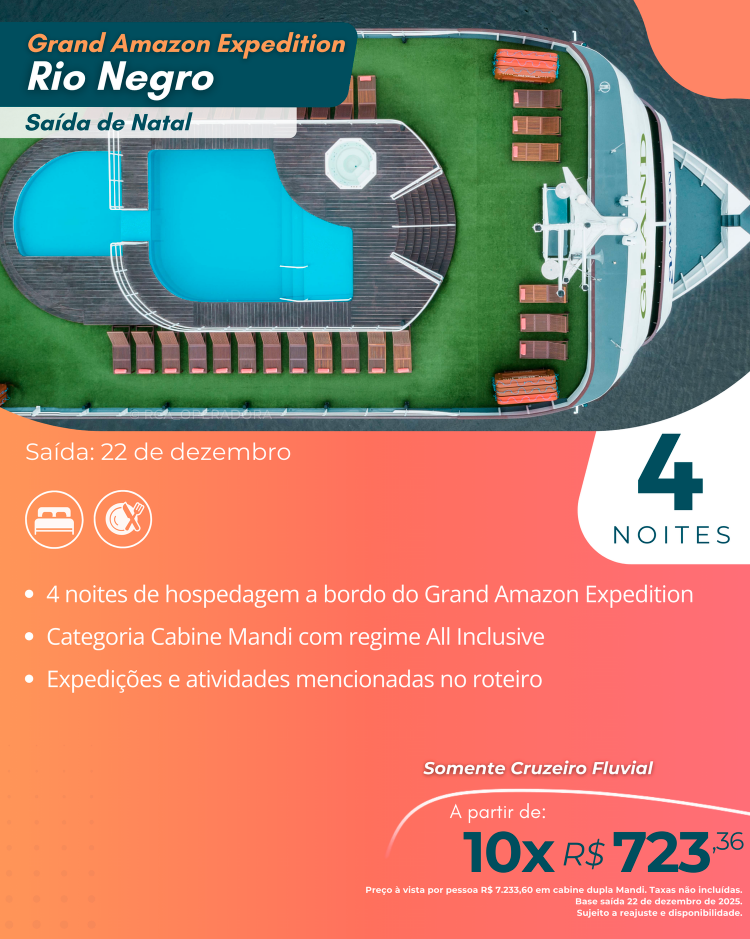 Grand Amazon Expedition
Rio Negro
Saída de Natal
GRAND
AMAZON
Saída: 22 de dezembro
4
NOITES
• 4 noites de hospedagem a bordo do Grand Amazon Expedition
• Categoria Cabine Mandi com regime All Inclusive
• Expedições e atividades mencionadas no roteiro
Somente Cruzeiro Fluvial
A partir de:
10x R$ 723,36
Preço à vista por pessoa R$ 7.233,60 em cabine dupla Mandi. Taxas não incluídas.
Base saída 22 de dezembro de 2025.
Sujeito a reajuste e disponibilidade.